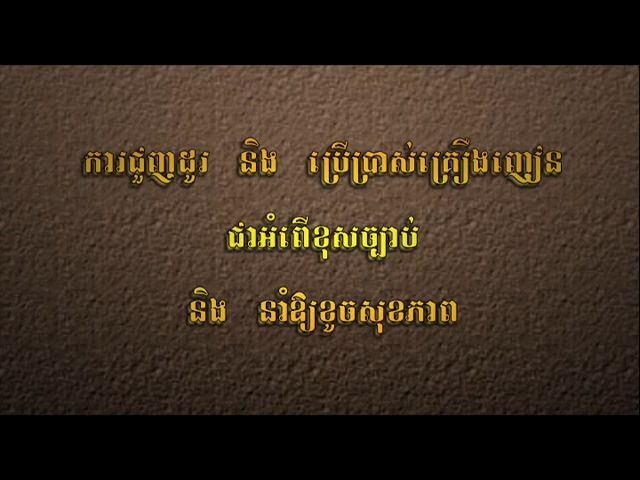 ការជួញដូរ និង ប្រើប្រាស់គ្រឿងញៀន
ជាអំពើខុសច្បាប់
និង នាំឱ្យខូចសុខភាព